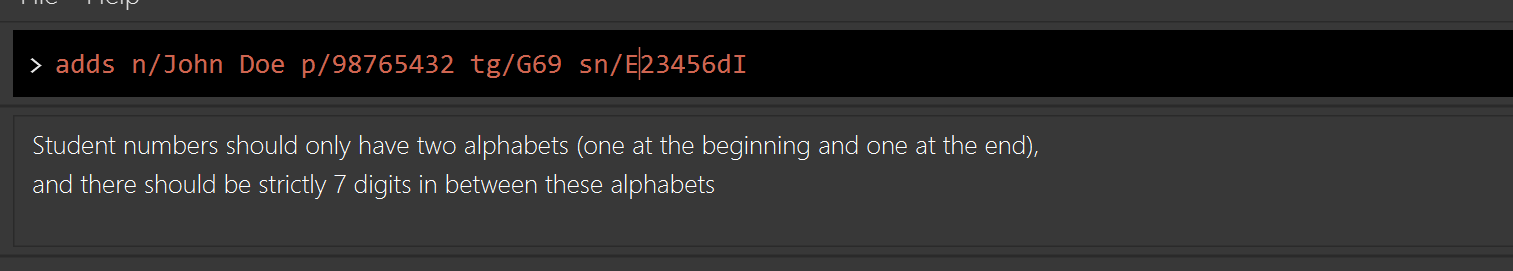 File Help
> adds n/John Doe p/98765432 tg/G69 sn/E23456dI
Student numbers should only have two alphabets (one at the beginning and one at the end),
and there should be strictly 7 digits in between these alphabets